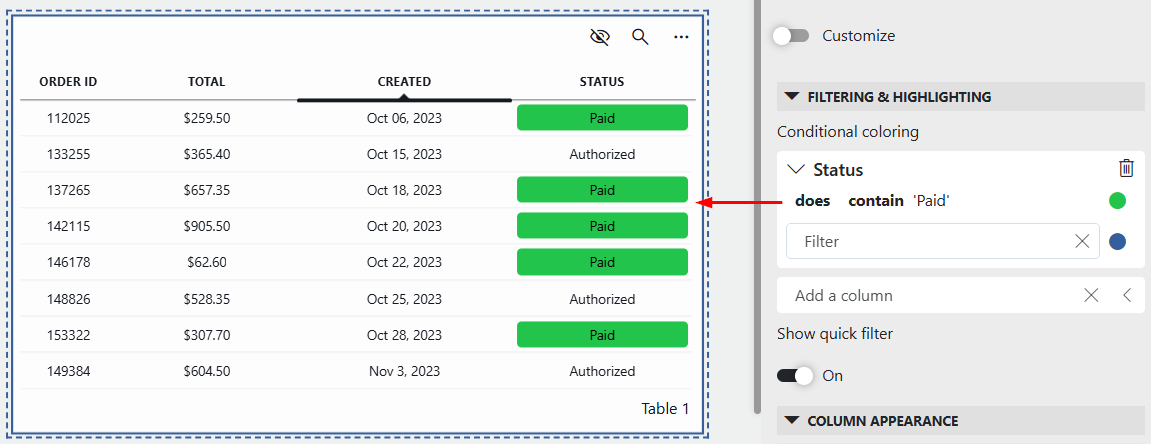 ORDER ID TOTAL CREATED STATUS
112025 $259.50 Oct 06, 2023 Paid
133255 $365.40 Oct 15, 2023 Authorized
137265 $657.35 Oct 18, 2023 Paid
142115 $905.50 Oct 20, 2023 Paid
146178 $62.60 Oct 22, 2023 Paid
148826 $528.35 Oct 25, 2023 Authorized
153322 $307.70 Oct 28, 2023 Paid
149384 $604.50 Nov 3, 2023 Authorized
Table 1
Customize
FILTERING & HIGHLIGHTING
Conditional coloring
Status
does contain 'Paid'
Filter
Add a column
Show quick filter
On
COLUMN APPEARANCE